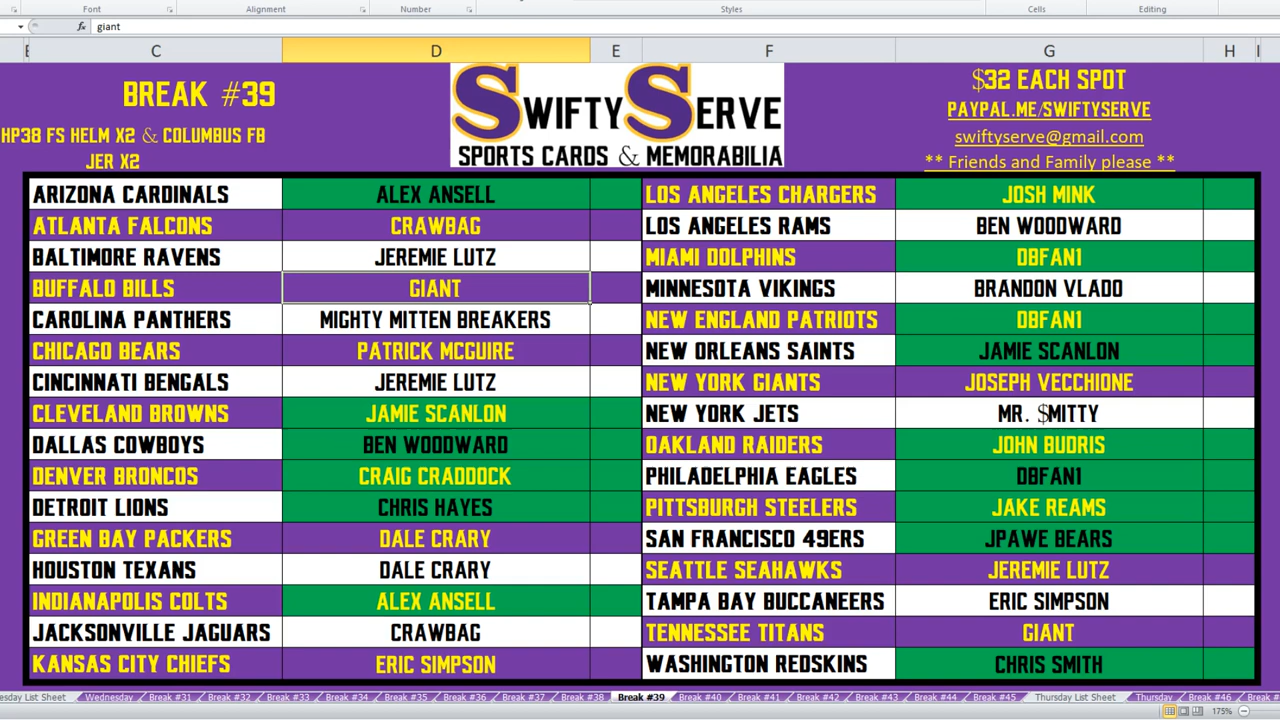 Font Alignment Number Styles Cells Editing
fx giant
C D E F G H I
BREAK #39
HP38 FS HELM X2 & COLUMBUS FB
JER X2
SWIFTYSERVE
SPORTS CARDS & MEMORABILIA
$32 EACH SPOT
PAYPAL.ME/SWIFTYSERVE
swiftyserve@gmail.com
** Friends and Family please **
ARIZONA CARDINALS ALEX ANSELL LOS ANGELES CHARGERS JOSH MINK
ATLANTA FALCONS CRAWBAG LOS ANGELES RAMS BEN WOODWARD
BALTIMORE RAVENS JEREMIE LUTZ MIAMI DOLPHINS DBFAN1
BUFFALO BILLS GIANT MINNESOTA VIKINGS BRANDON VLADO
CAROLINA PANTHERS MIGHTY MITTEN BREAKERS NEW ENGLAND PATRIOTS DBFAN1
CHICAGO BEARS PATRICK MCGUIRE NEW ORLEANS SAINTS JAMIE SCANLON
CINCINNATI BENGALS JEREMIE LUTZ NEW YORK GIANTS JOSEPH VECCHIONE
CLEVELAND BROWNS JAMIE SCANLON NEW YORK JETS MR. $MITTY
DALLAS COWBOYS BEN WOODWARD OAKLAND RAIDERS JOHN BUDRIS
DENVER BRONCOS CRAIG CRADDOCK PHILADELPHIA EAGLES DBFAN1
DETROIT LIONS CHRIS HAYES PITTSBURGH STEELERS JAKE REAMS
GREEN BAY PACKERS DALE CRARY SAN FRANCISCO 49ERS JPAWE BEARS
HOUSTON TEXANS DALE CRARY SEATTLE SEAHAWKS JEREMIE LUTZ
INDIANAPOLIS COLTS ALEX ANSELL TAMPA BAY BUCCANEERS ERIC SIMPSON
JACKSONVILLE JAGUARS CRAWBAG TENNESSEE TITANS GIANT
KANSAS CITY CHIEFS ERIC SIMPSON WASHINGTON REDSKINS CHRIS SMITH
esday List Sheet Wednesday Break #31 Break #32 Break #33 Break #34 Break #35 Break #36 Break #37 Break #38 Break #39 Break #40 Break #41 Break #42 Break #43 Break #44 Break #45 Thursday List Sheet Thursday Break #46 Break #
175%